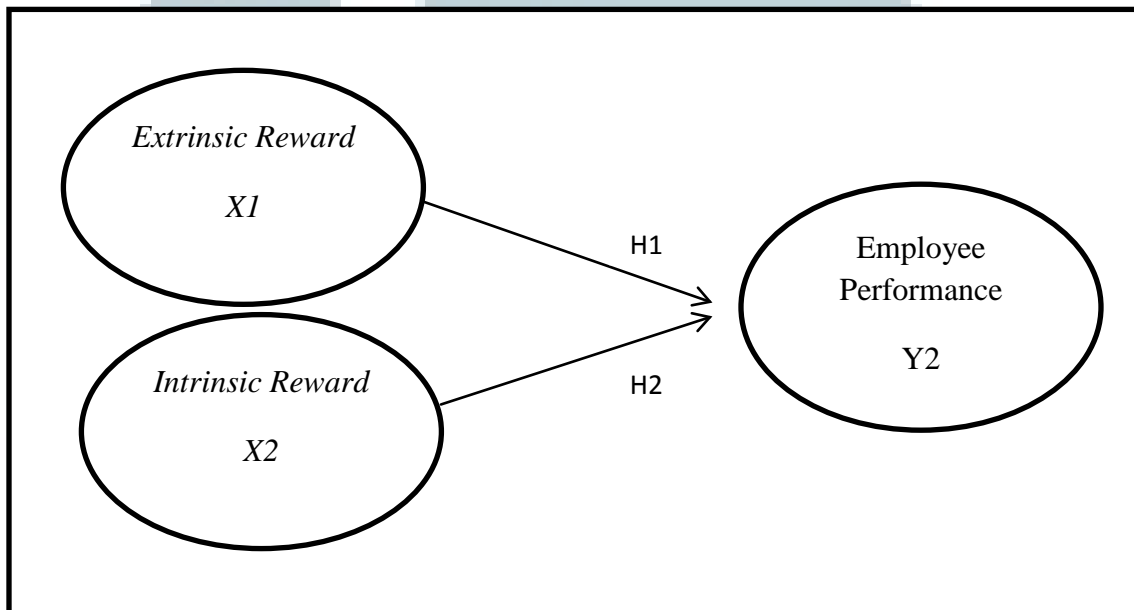 Extrinsic Reward
X1
H1
Employee
Performance
Y2
Intrinsic Reward
X2
H2